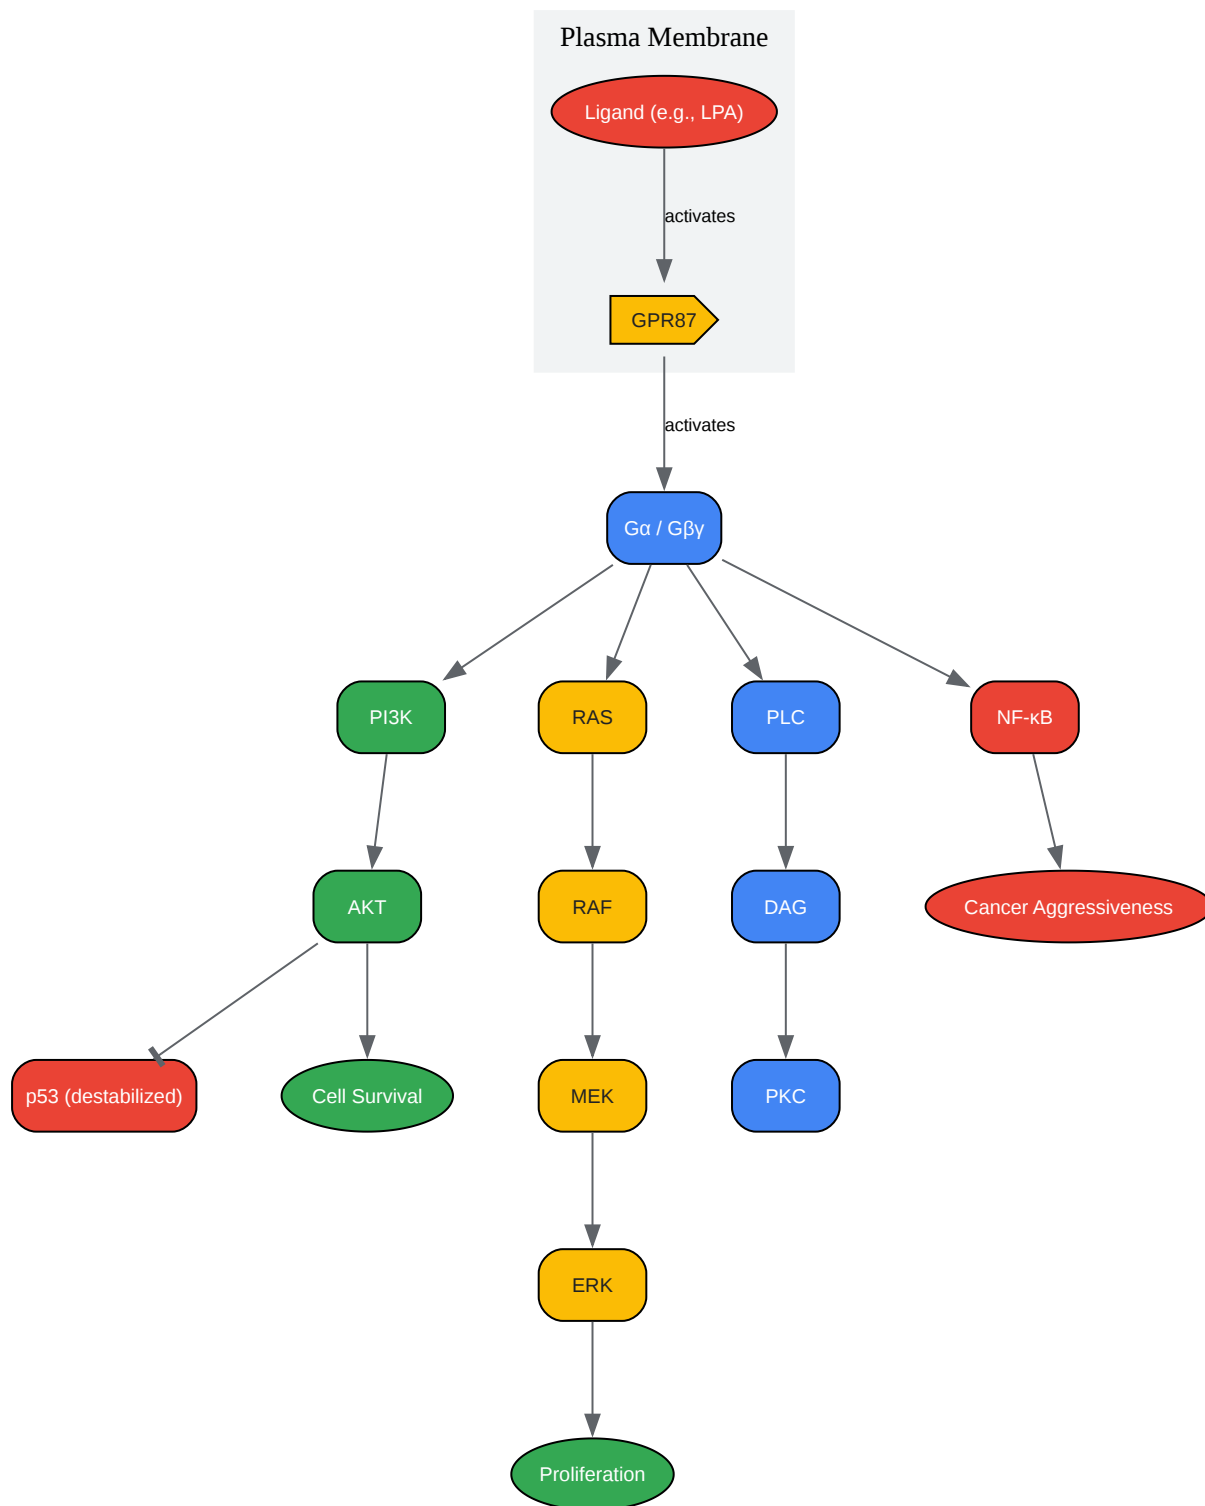 Plasma Membrane
Ligand (e.g., LPA)
activates
GPR87
activates
Gα / Gβγ
PI3K
RAS
PLC
NF-κB
AKT
RAF
DAG
Cancer Aggressiveness
p53 (destabilized)
Cell Survival
MEK
PKC
ERK
Proliferation